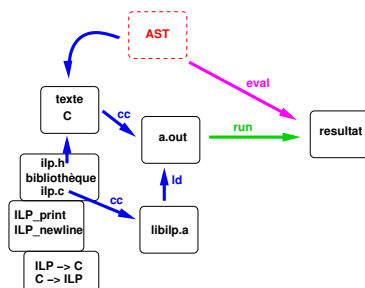 AST
eval
texte
C
cc
a.out
run
resultat
ilp.h
bibliothèque
ilp.c
cc
ld
ILP_print
ILP_newline
libilp.a
ILP −> C
C −> ILP